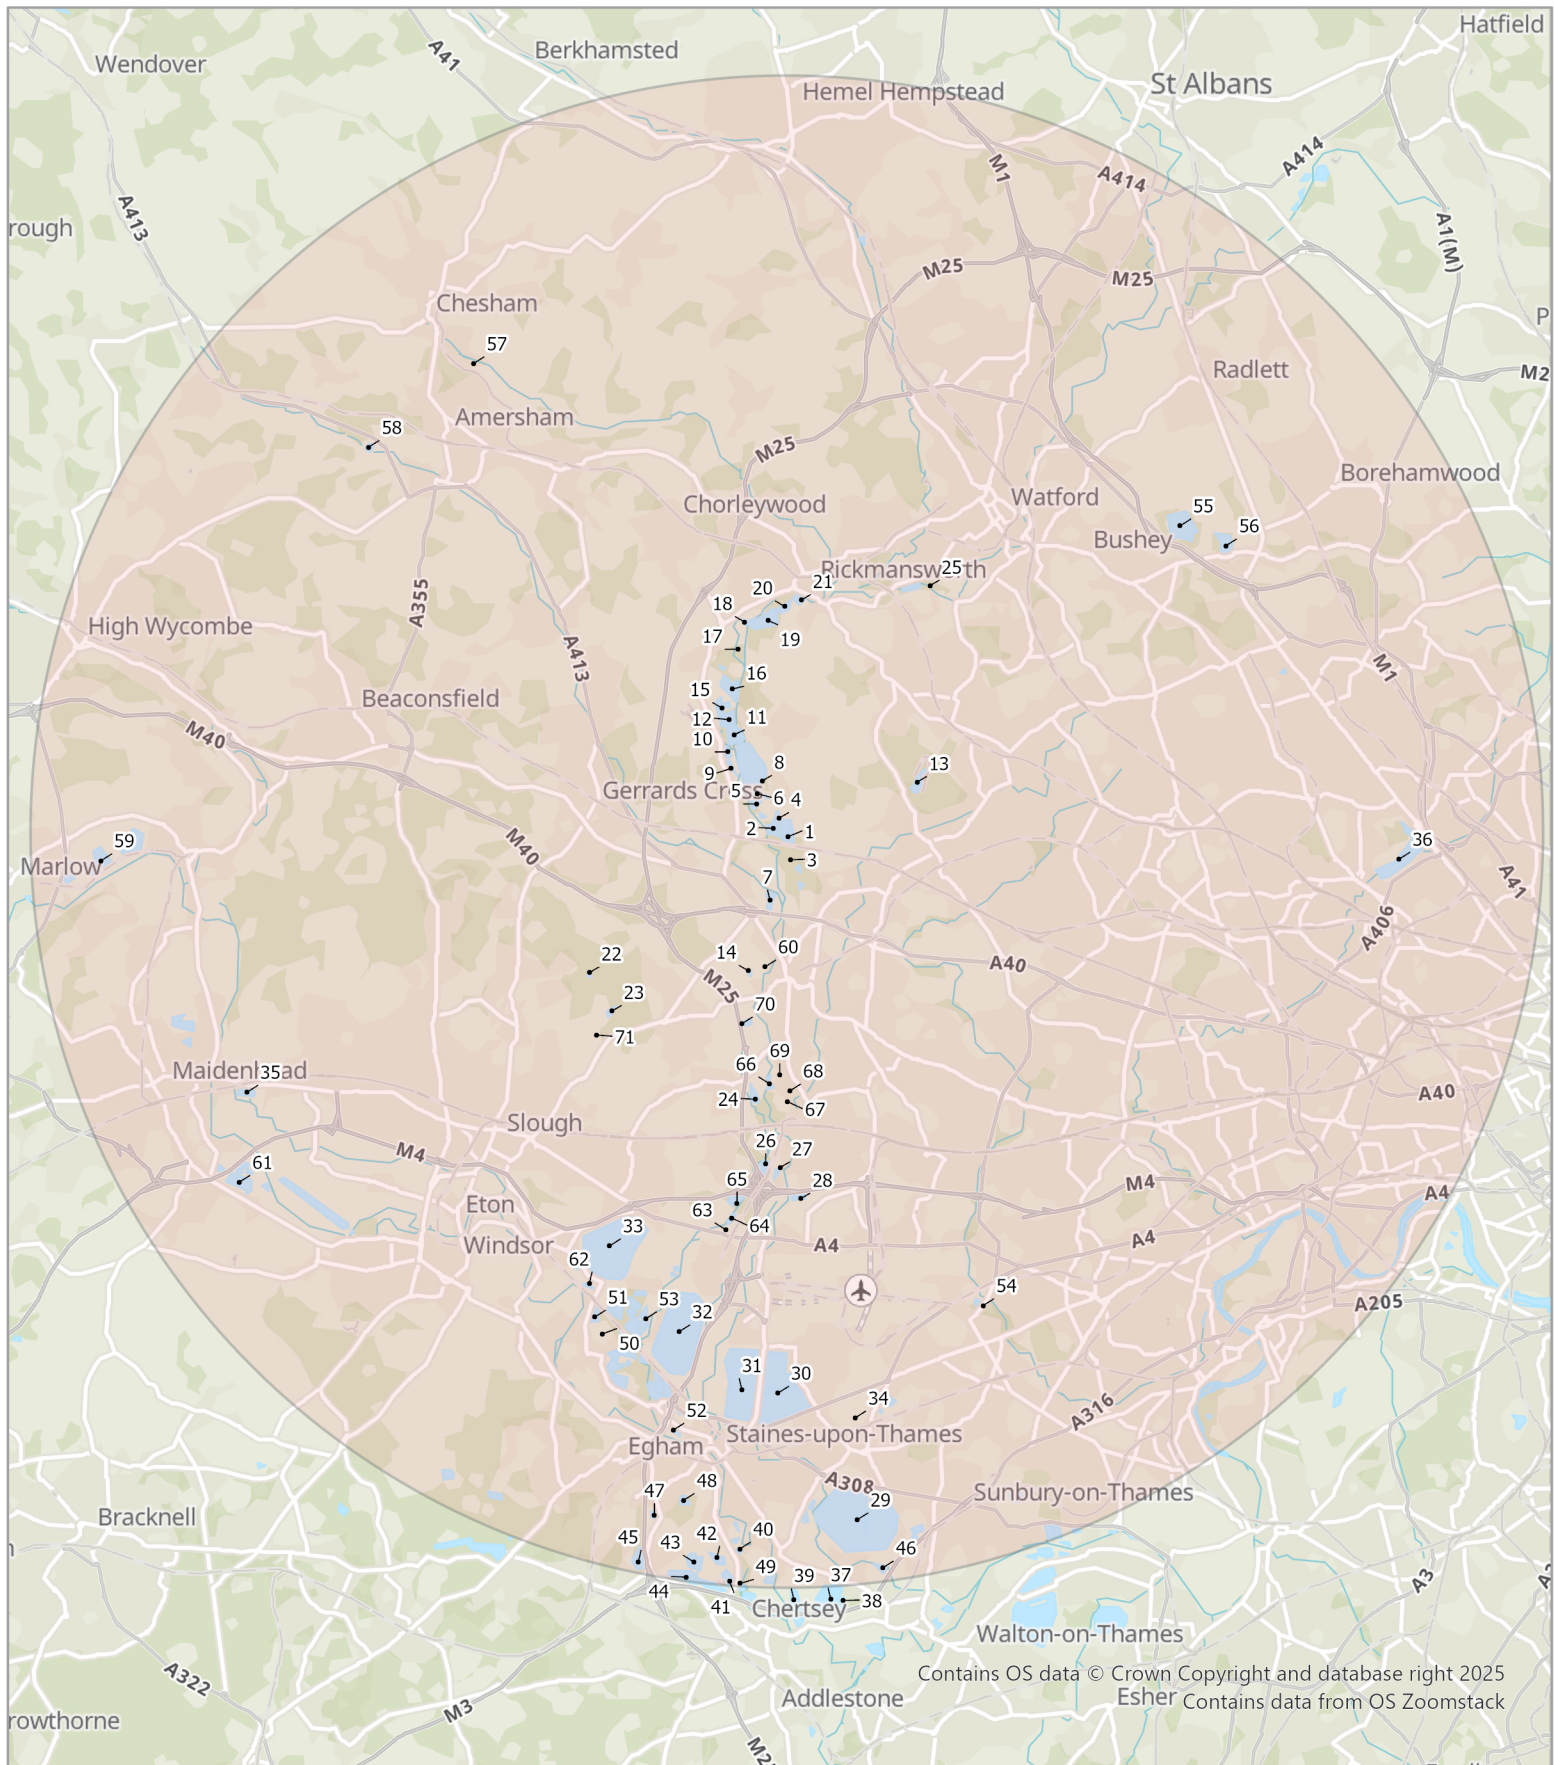 Hatfield
Wendover
A41
Berkhamsted
St Albans
Hemel Hempstead
A414
M1
A414
A413
rough
A1(M)
M25
M25
Chesham
P
57
Radlett
M2
Amersham
58
M25
Borehamwood
Chorleywood
Watford
55
Bushey
56
Rickmansworth
25
21
20
18
19
17
A355
High Wycombe
A413
M1
16
15
Beaconsfield
12
11
10
M40
13
8
9
Gerrards Cross
5
6
4
2
1
59
M40
36
Marlow
3
7
A41
A406
60
14
22
A40
M25
23
70
71
69
66
68
Maidenhead
35
24
67
A40
Slough
26
27
M4
61
65
28
M4
A4
Eton
63
64
33
A4
A4
Windsor
62
54
51
53
32
A205
50
31
30
34
52
A316
Staines-upon-Thames
Egham
A308
48
47
Sunbury-on-Thames
29
Bracknell
45
43
42
40
46
49
39
37
44
41
38
A3
Chertsey
Walton-on-Thames
A322
Contains OS data © Crown Copyright and database right 2025
Addlestone
Esher
Contains data from OS Zoomstack
M3
rowthorne